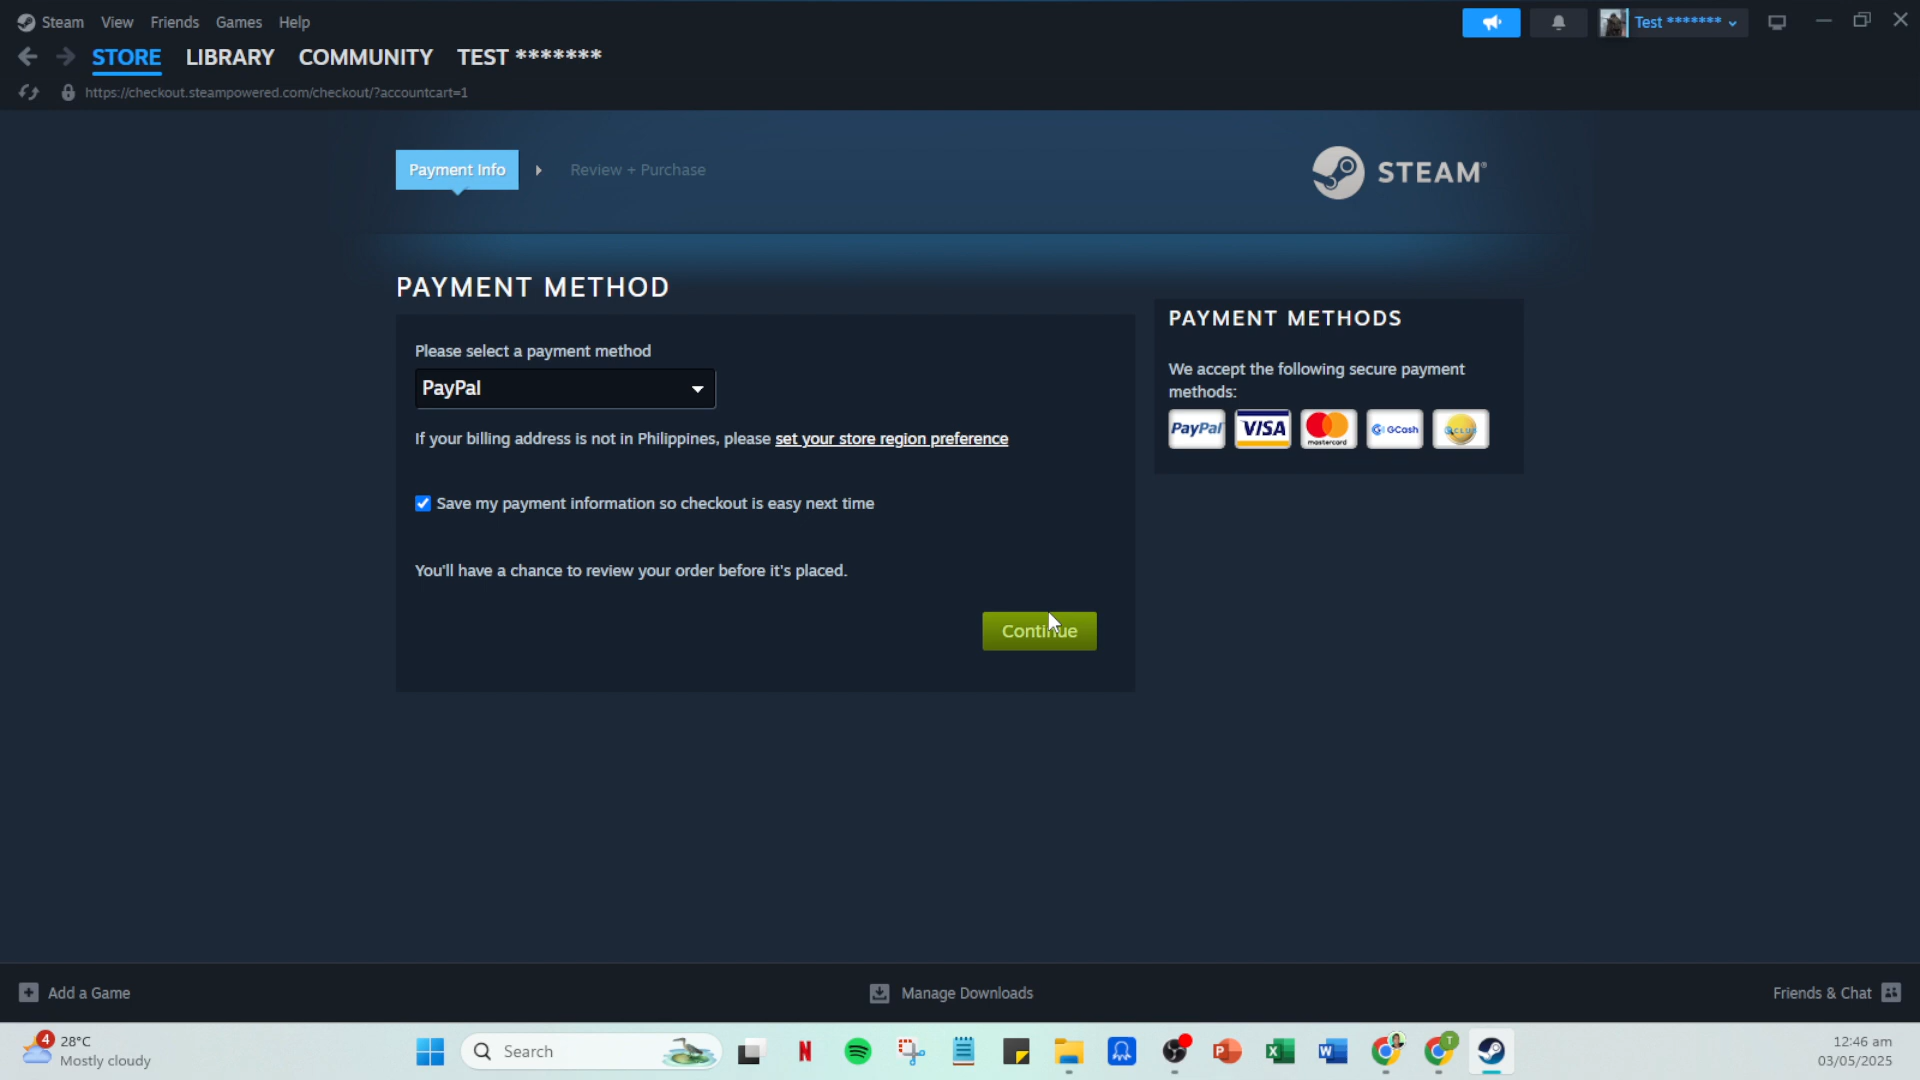 Steam View Friends Games Help
Test *******
STORE LIBRARY COMMUNITY TEST *******
https://checkout.steampowered.com/checkout/?accountcart=1
Payment Info Review + Purchase
STEAM®
PAYMENT METHOD
Please select a payment method
PayPal
If your billing address is not in Philippines, please set your store region preference
Save my payment information so checkout is easy next time
You'll have a chance to review your order before it's placed.
Continue
PAYMENT METHODS
We accept the following secure payment
methods:
PayPal VISA mastercard GCash
Add a Game
Manage Downloads
Friends & Chat
4
28°C
Mostly cloudy
Search
N
P
X
W
T
12:46 am
03/05/2025